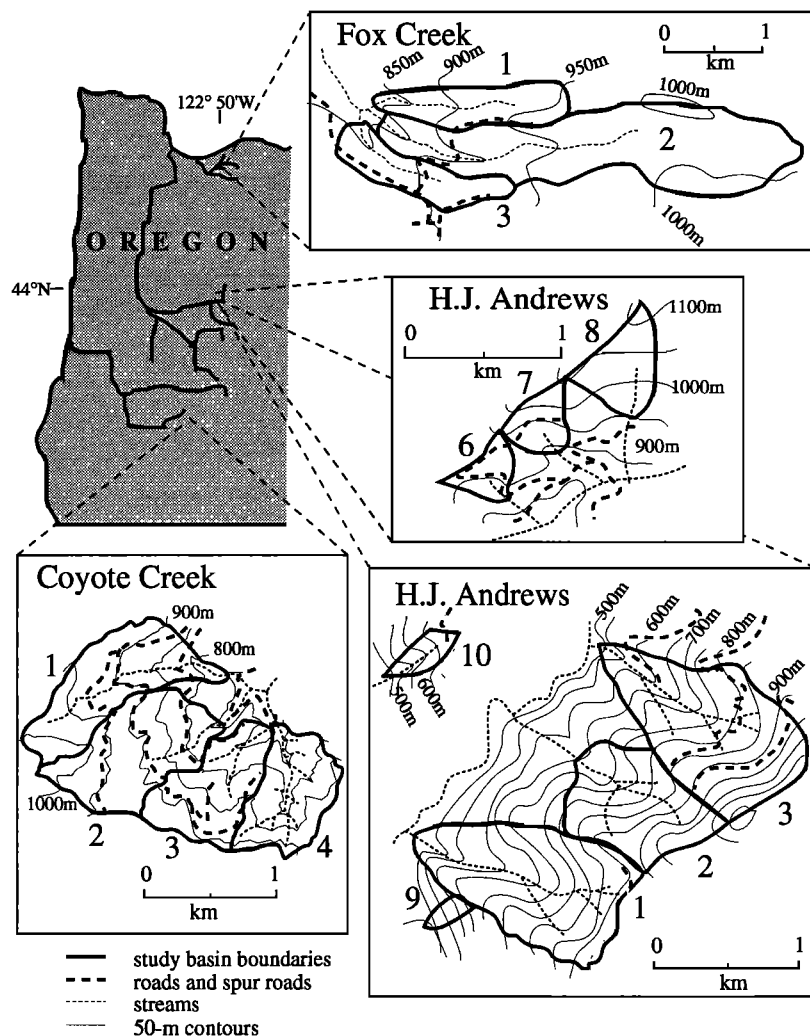 122° 50'W
OREGON
44°N
Fox Creek
0 1
km
850m
900m
1
950m
1000m
2
3
1000m
H.J. Andrews
0 1
km
8
1100m
7
1000m
6
900m
Coyote Creek
900m
1
800m
1000m
2
3
4
0 1
km
H.J. Andrews
500m
600m
700m
800m
900m
10
500m
600m
3
2
9
1
0 1
km
study basin boundaries
roads and spur roads
streams
50-m contours